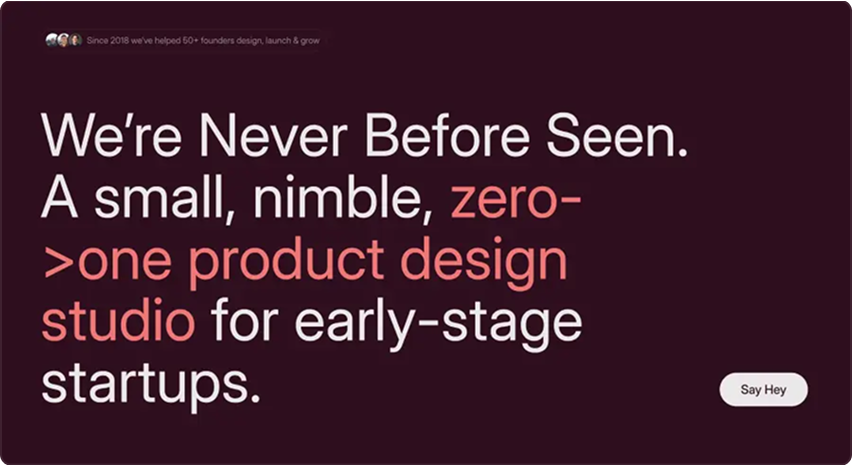 Since 2018 we've helped 50+ founders design, launch & grow
We're Never Before Seen.
A small, nimble, zero-
>one product design
studio for early-stage
startups.
Say Hey